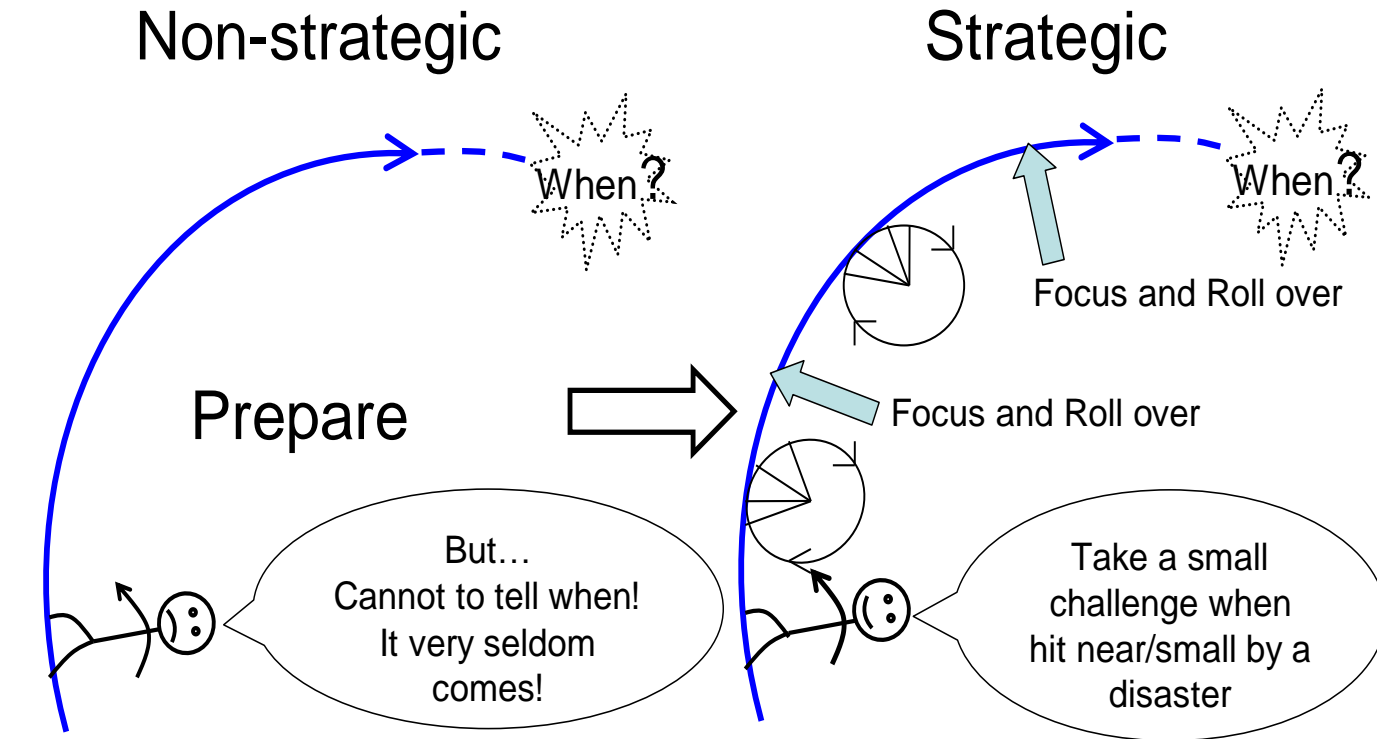 Non-strategic
Strategic
When?
When?
Focus and Roll over
Prepare
Focus and Roll over
But…
Cannot to tell when!
It very seldom
comes!
Take a small
challenge when
hit near/small by a
disaster